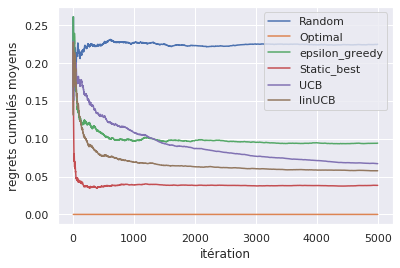 regrets cumulés moyens
0.25
0.20
0.15
0.10
0.05
0.00
0
1000
2000
3000
4000
5000
itération
Random
Optimal
epsilon_greedy
Static_best
UCB
linUCB